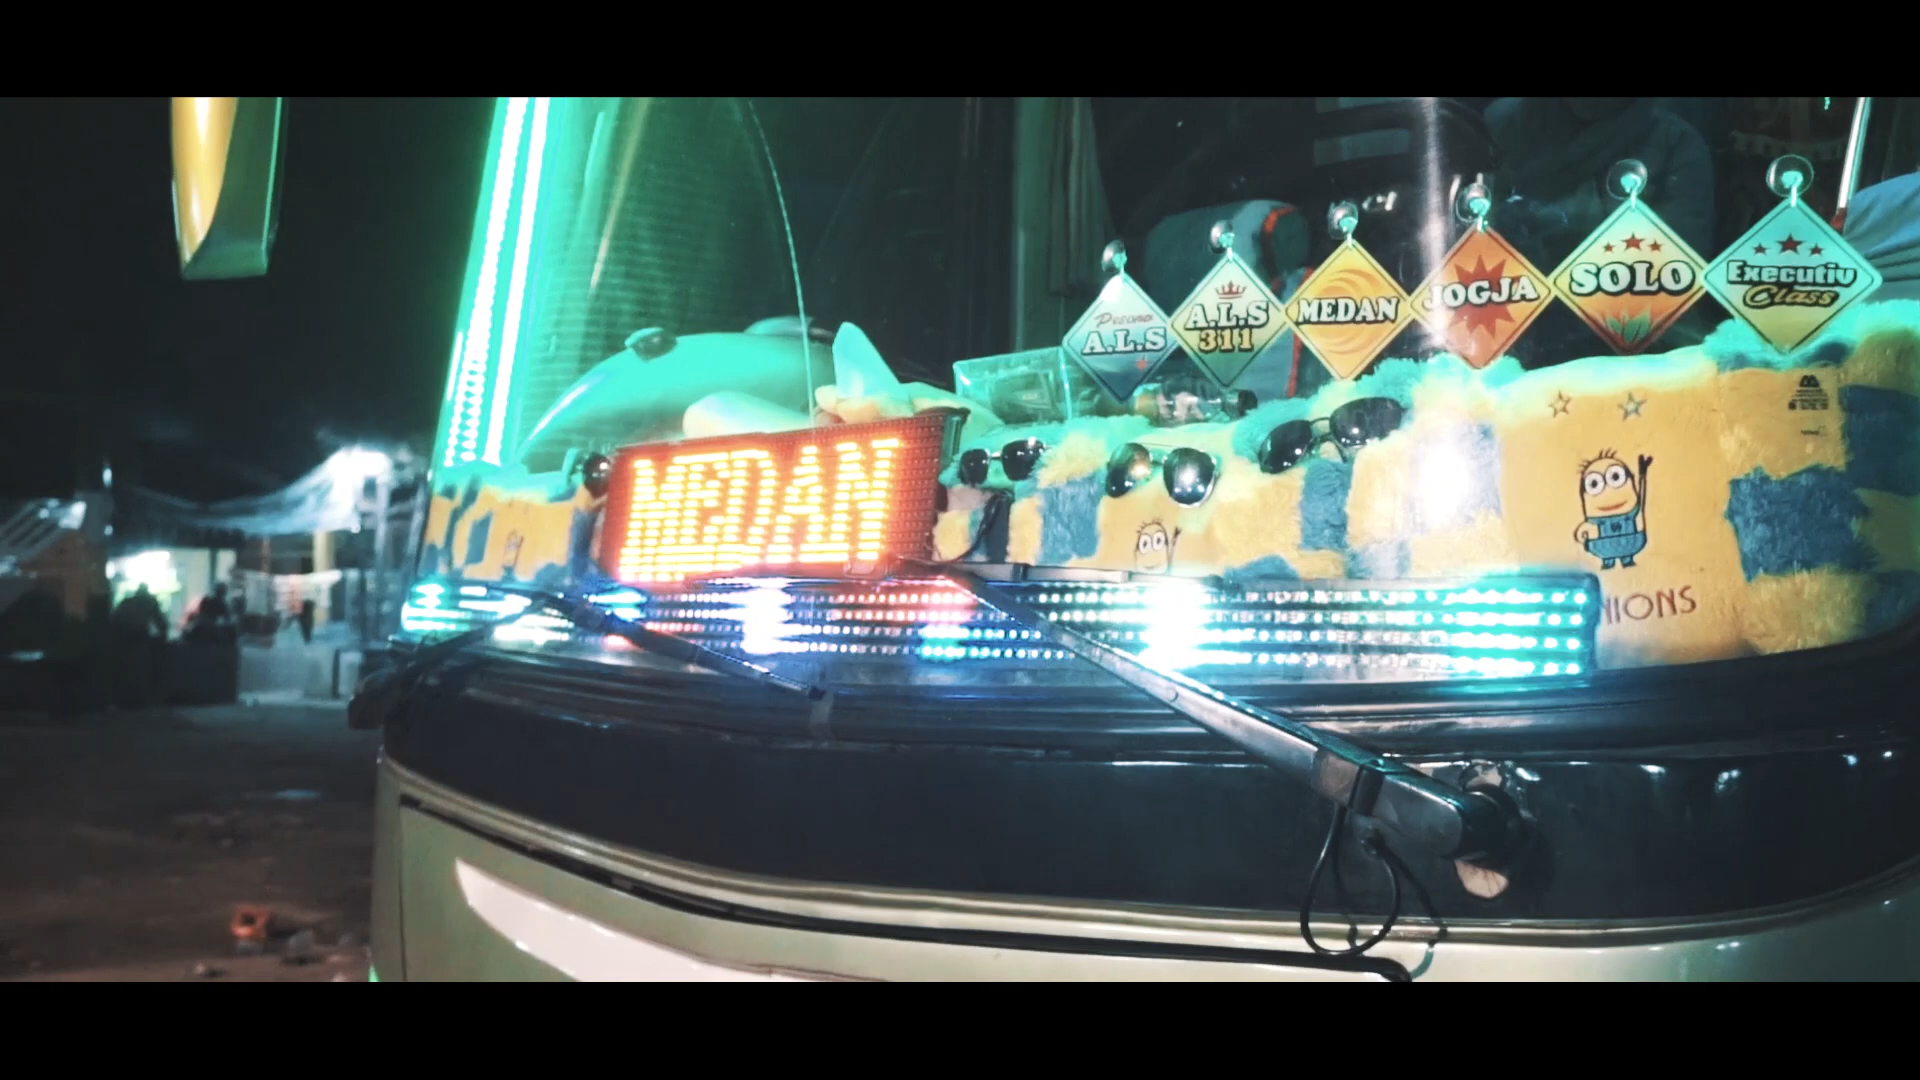 Pesona
A.L.S
A.L.S
311
MEDAN
JOGJA
SOLO
Executiv
Class
MEDAN
NIONS